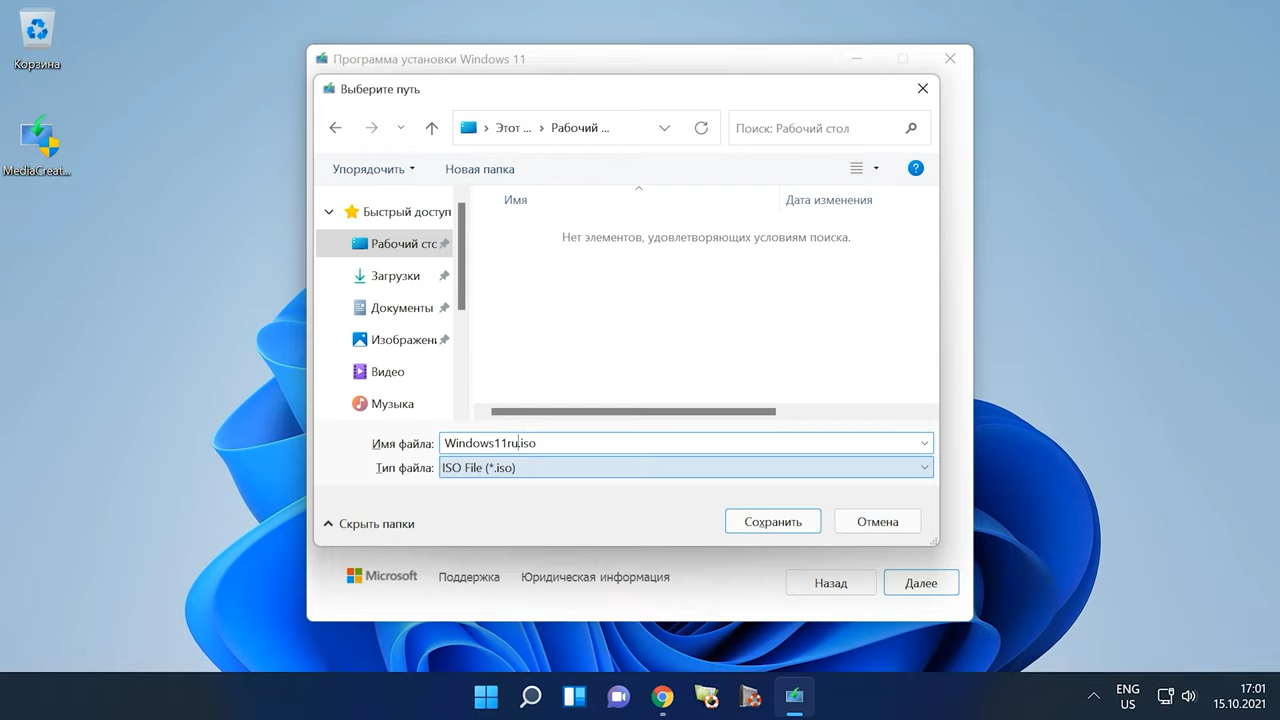 Корзина
MediaCreat...
Программа установки Windows 11
Выберите путь
Этот ... › Рабочий ...
Поиск: Рабочий стол
Упорядочить
Новая папка
Имя
Дата изменения
Нет элементов, удовлетворяющих условиям поиска.
Быстрый доступ
Рабочий сто
Загрузки
Документы
Изображени
Видео
Музыка
Имя файла: Windows11ru.iso
Тип файла: ISO File (*.iso)
Скрыть папки
Сохранить
Отмена
Microsoft
Поддержка
Юридическая информация
Назад
Далее
ENG
US
17:01
15.10.2021